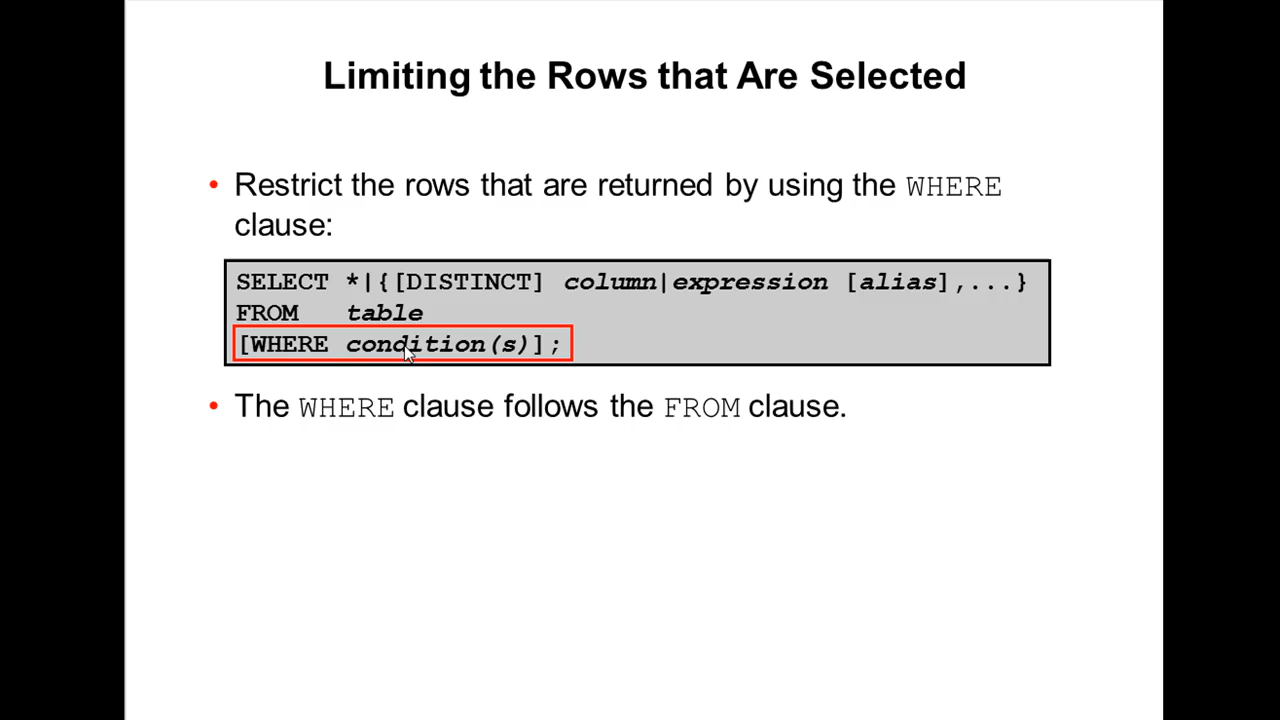 Limiting the Rows that Are Selected
• Restrict the rows that are returned by using the WHERE
clause:
SELECT *|{[DISTINCT] column|expression [alias],...}
FROM table
[WHERE condition(s)];
• The WHERE clause follows the FROM clause.